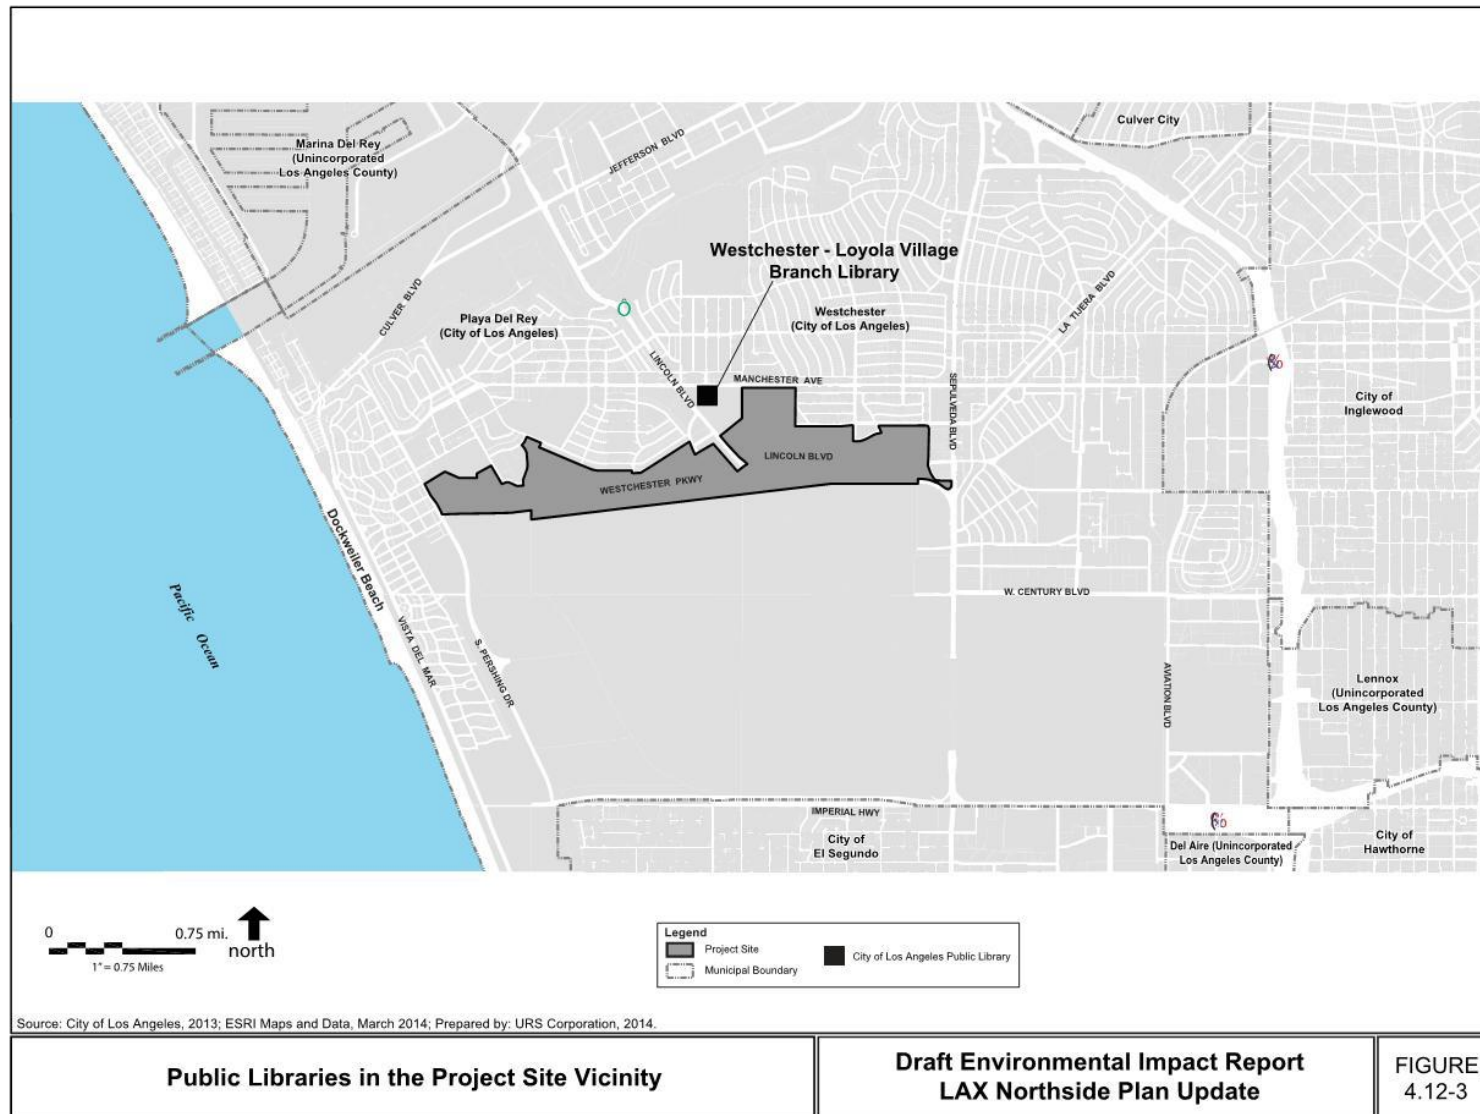 Culver City
Marina Del Rey
(Unincorporated
Los Angeles County)
JEFFERSON BLVD
Westchester - Loyola Village
Branch Library
CULVER BLVD
Playa Del Rey
(City of Los Angeles)
Westchester
(City of Los Angeles)
LA TIJERA BLVD
LINCOLN BLVD
MANCHESTER AVE
SEPULVEDA BLVD
City of
Inglewood
LINCOLN BLVD
WESTCHESTER PKWY
Dockweiler Beach
Pacific Ocean
W. CENTURY BLVD
VISTA DEL MAR
S. PERSHING DR
AVIATION BLVD
Lennox
(Unincorporated
Los Angeles County)
IMPERIAL HWY
City of
El Segundo
Del Aire (Unincorporated
Los Angeles County)
City of
Hawthorne
0 0.75 mi.
north
1" = 0.75 Miles
Legend
Project Site
Municipal Boundary
City of Los Angeles Public Library
Source: City of Los Angeles, 2013; ESRI Maps and Data, March 2014; Prepared by: URS Corporation, 2014.
Public Libraries in the Project Site Vicinity
Draft Environmental Impact Report
LAX Northside Plan Update
FIGURE
4.12-3